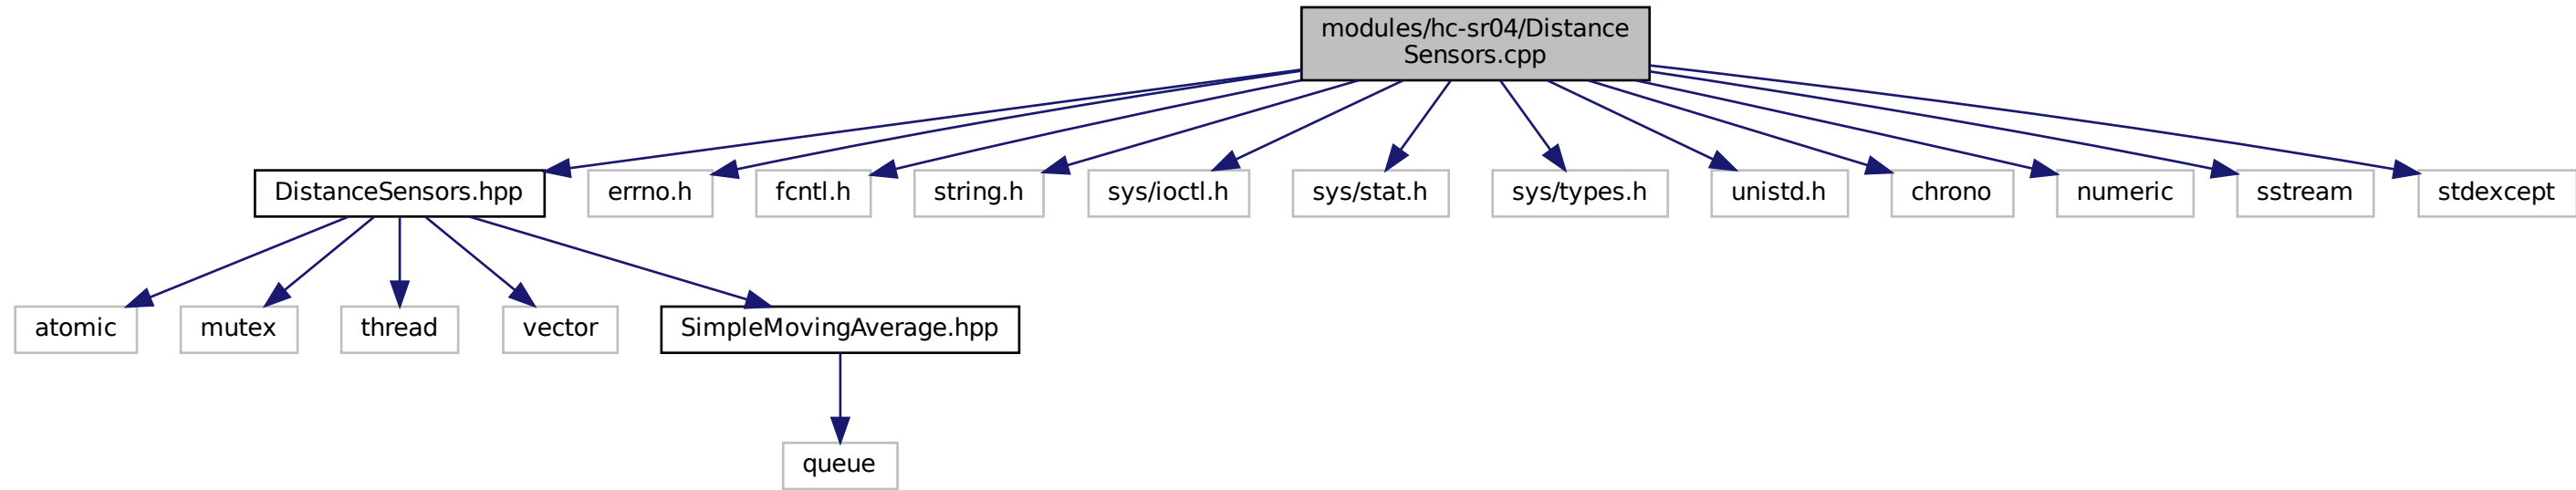 modules/hc-sr04/Distance
Sensors.cpp
DistanceSensors.hpp
errno.h
fcntl.h
string.h
sys/ioctl.h
sys/stat.h
sys/types.h
unistd.h
chrono
numeric
sstream
stdexcept
atomic
mutex
thread
vector
SimpleMovingAverage.hpp
queue